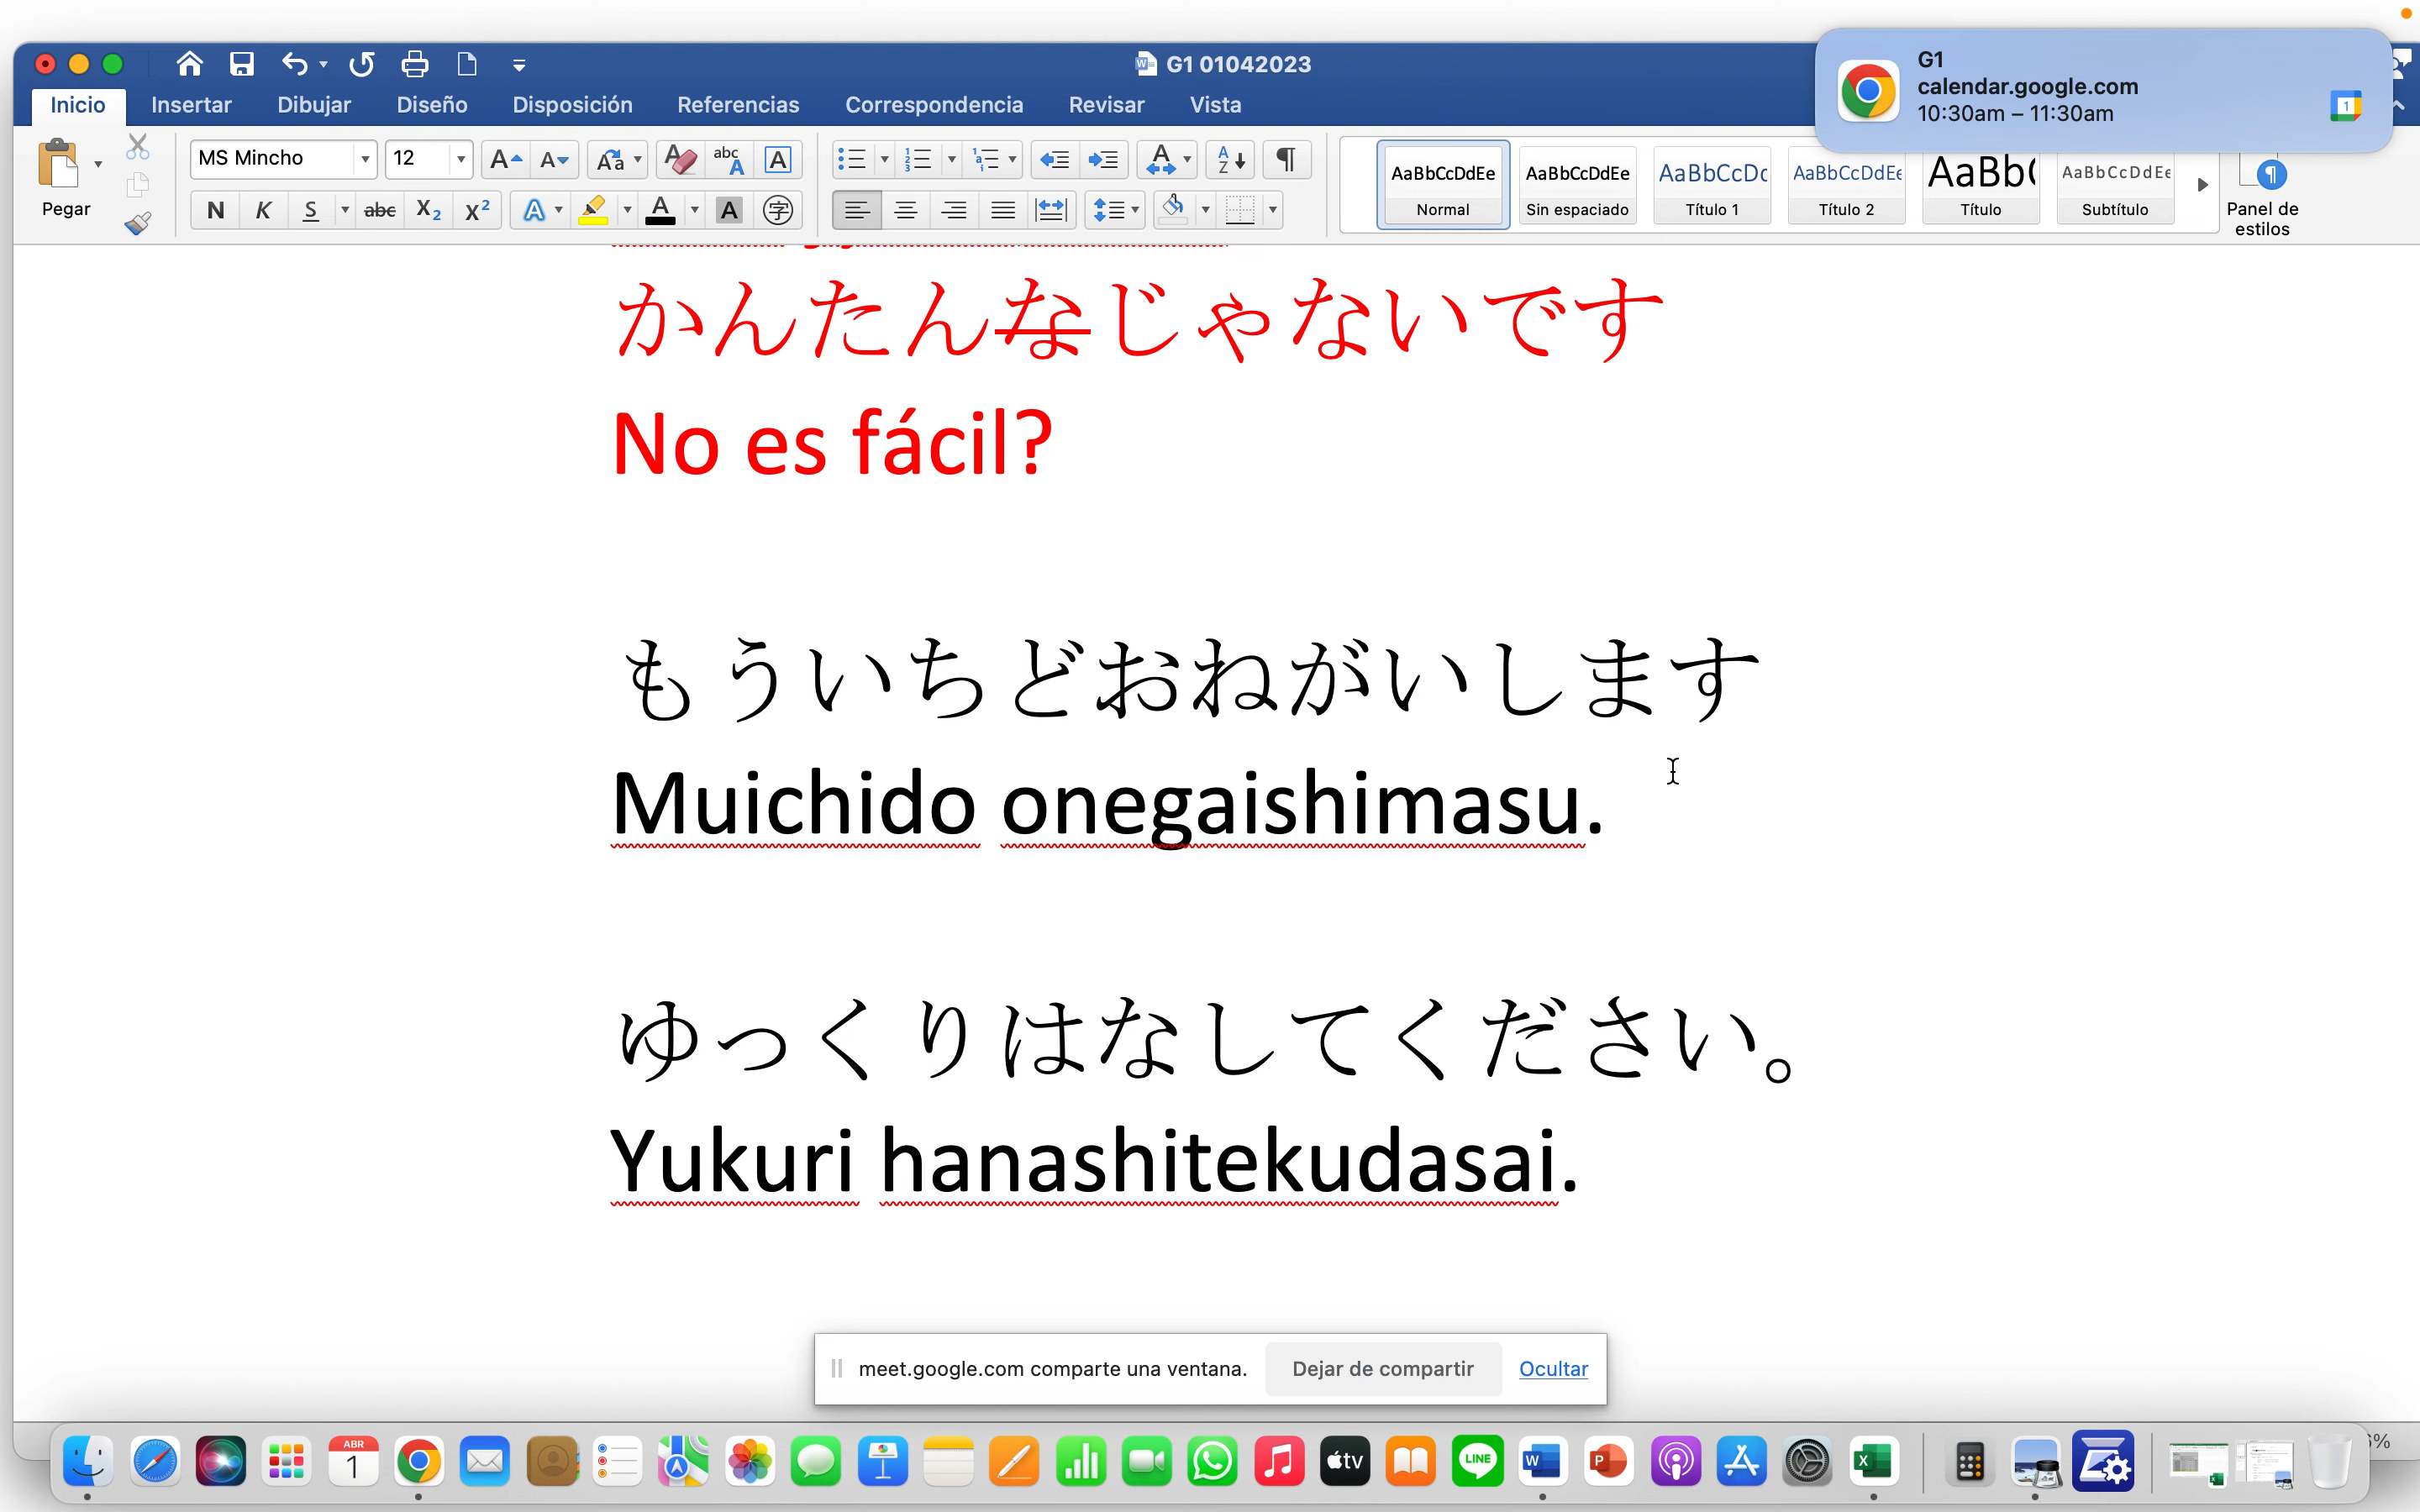 G1 01042023
G1
calendar.google.com
10:30am – 11:30am
Inicio Insertar Dibujar Diseño Disposición Referencias Correspondencia Revisar Vista
Pegar
MS Mincho 12
AaBbCcDdEe AaBbCcDdEe AaBbCcDc AaBbCcDdEe AaBb( AaBbCcDdEe
Normal Sin espaciado Título 1 Título 2 Título Subtítulo
Panel de
estilos
かんたんなじゃないです
No es fácil?
もういちどおねがいします
Muichido onegaishimasu.
ゆっくりはなしてください。
Yukuri hanashitekudasai.
meet.google.com comparte una ventana. Dejar de compartir Ocultar
ABR
1
LINE
tv